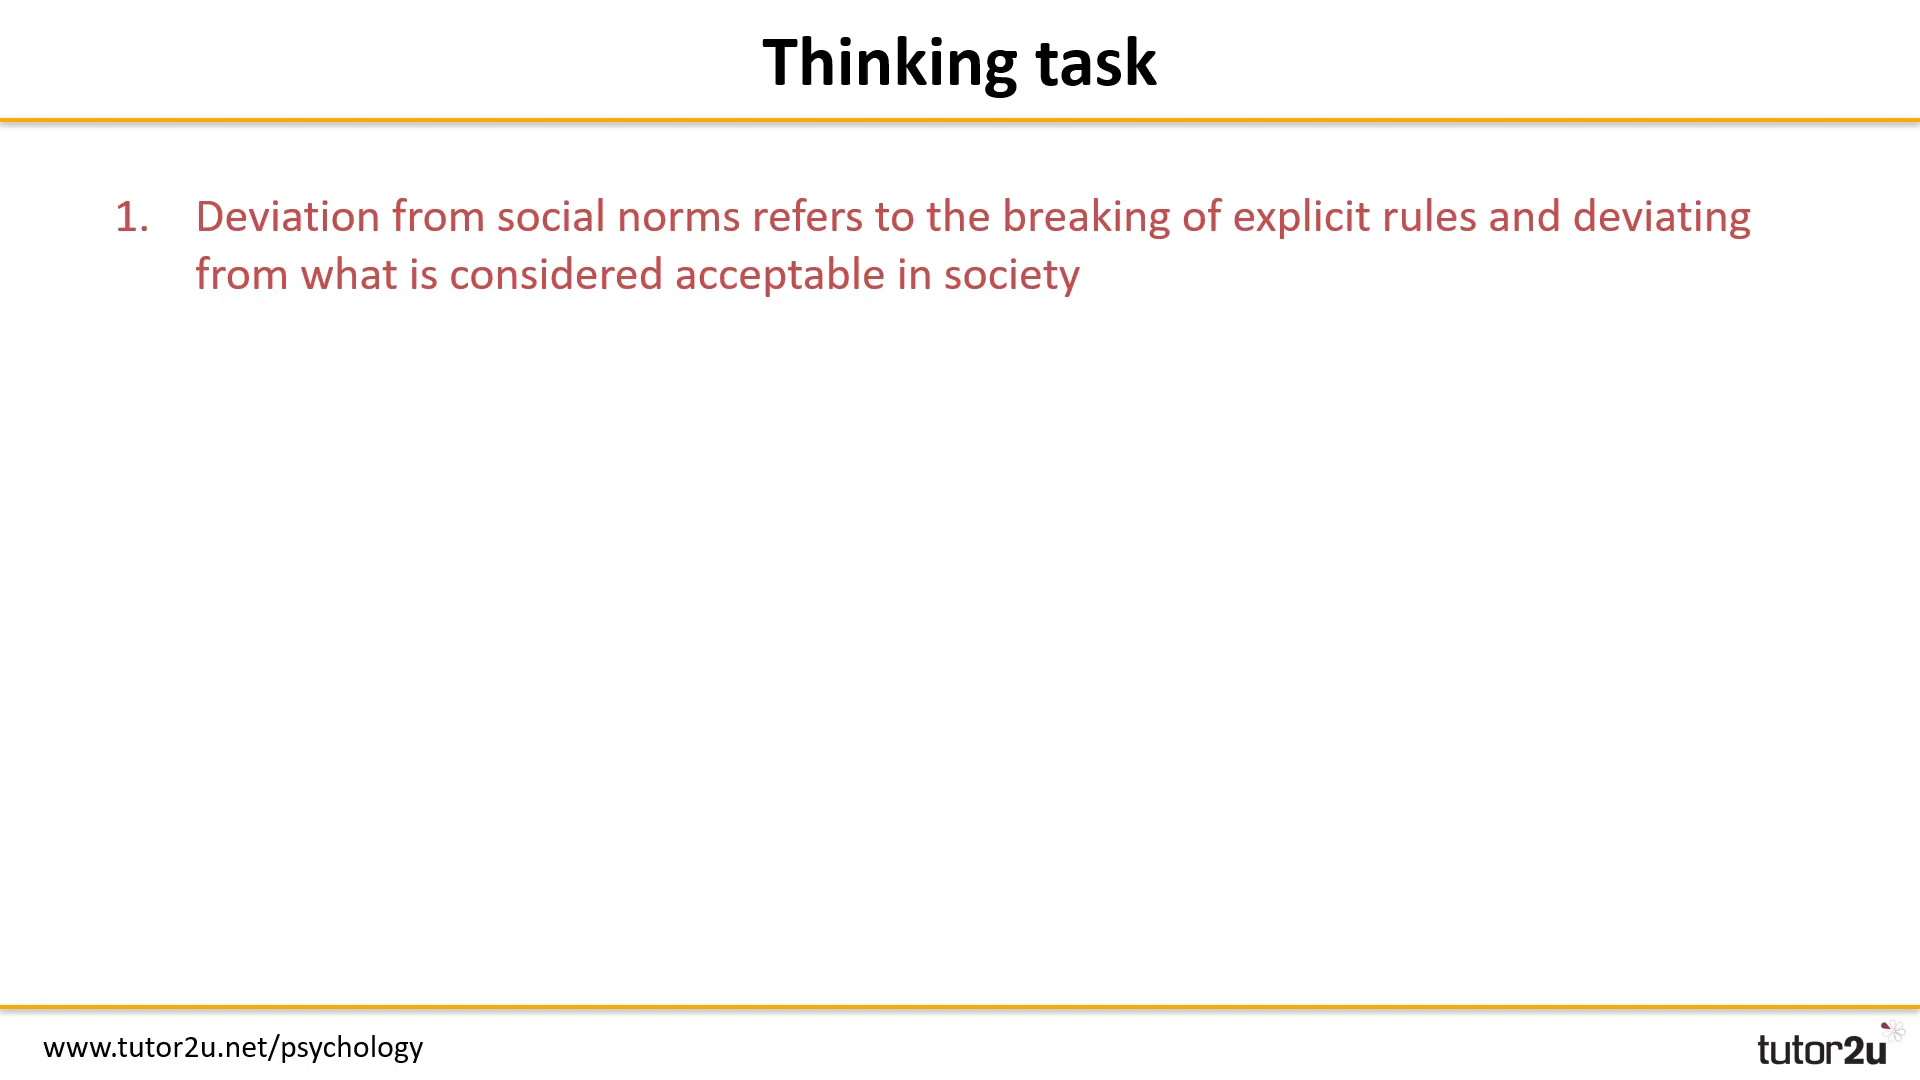 Thinking task
1. Deviation from social norms refers to the breaking of explicit rules and deviating
from what is considered acceptable in society
www.tutor2u.net/psychology
tutor2u